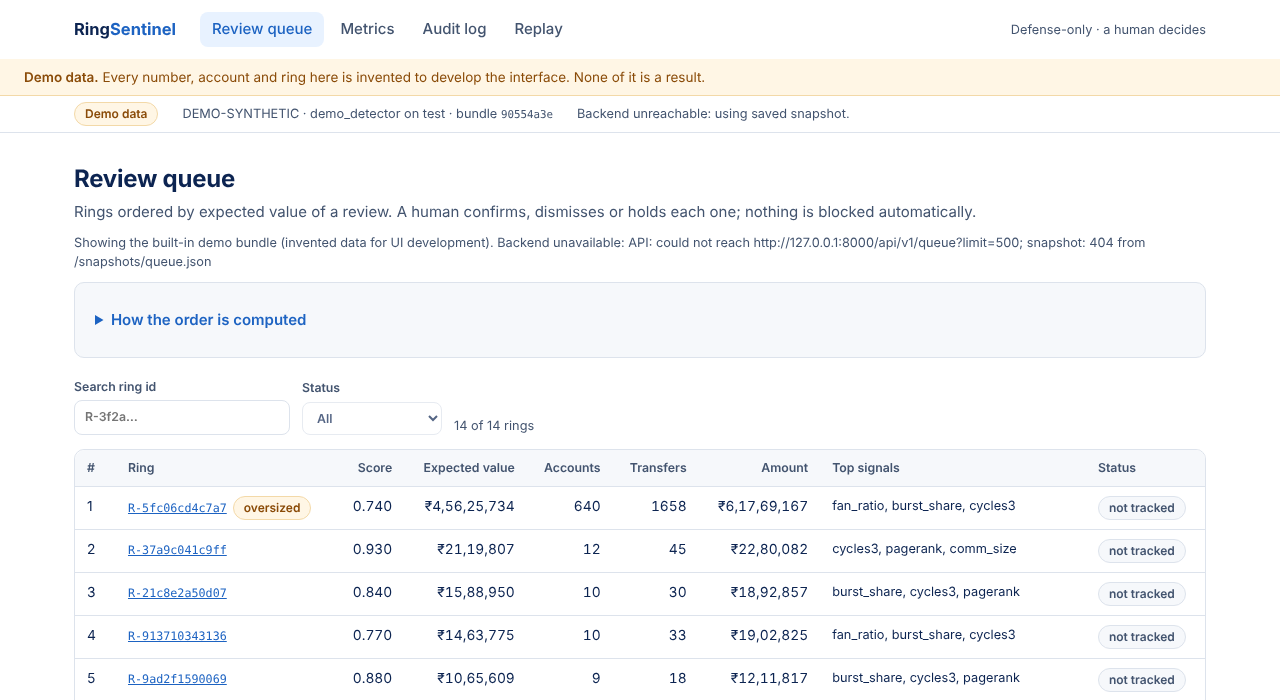 RingSentinel Review queue Metrics Audit log Replay Defense-only · a human decides
Demo data. Every number, account and ring here is invented to develop the interface. None of it is a result.
Demo data DEMO-SYNTHETIC · demo_detector on test · bundle 90554a3e Backend unreachable: using saved snapshot.
Review queue
Rings ordered by expected value of a review. A human confirms, dismisses or holds each one; nothing is blocked automatically.
Showing the built-in demo bundle (invented data for UI development). Backend unavailable: API: could not reach http://127.0.0.1:8000/api/v1/queue?limit=500; snapshot: 404 from
/snapshots/queue.json
How the order is computed
Search ring id Status
R-3f2a... All 14 of 14 rings
# Ring Score Expected value Accounts Transfers Amount Top signals Status
1 R-5fc06cd4c7a7 oversized 0.740 ₹4,56,25,734 640 1658 ₹6,17,69,167 fan_ratio, burst_share, cycles3 not tracked
2 R-37a9c041c9ff 0.930 ₹21,19,807 12 45 ₹22,80,082 cycles3, pagerank, comm_size not tracked
3 R-21c8e2a50d07 0.840 ₹15,88,950 10 30 ₹18,92,857 burst_share, cycles3, pagerank not tracked
4 R-913710343136 0.770 ₹14,63,775 10 33 ₹19,02,825 fan_ratio, burst_share, cycles3 not tracked
5 R-9ad2f1590069 0.880 ₹10,65,609 9 18 ₹12,11,817 burst_share, cycles3, pagerank not tracked